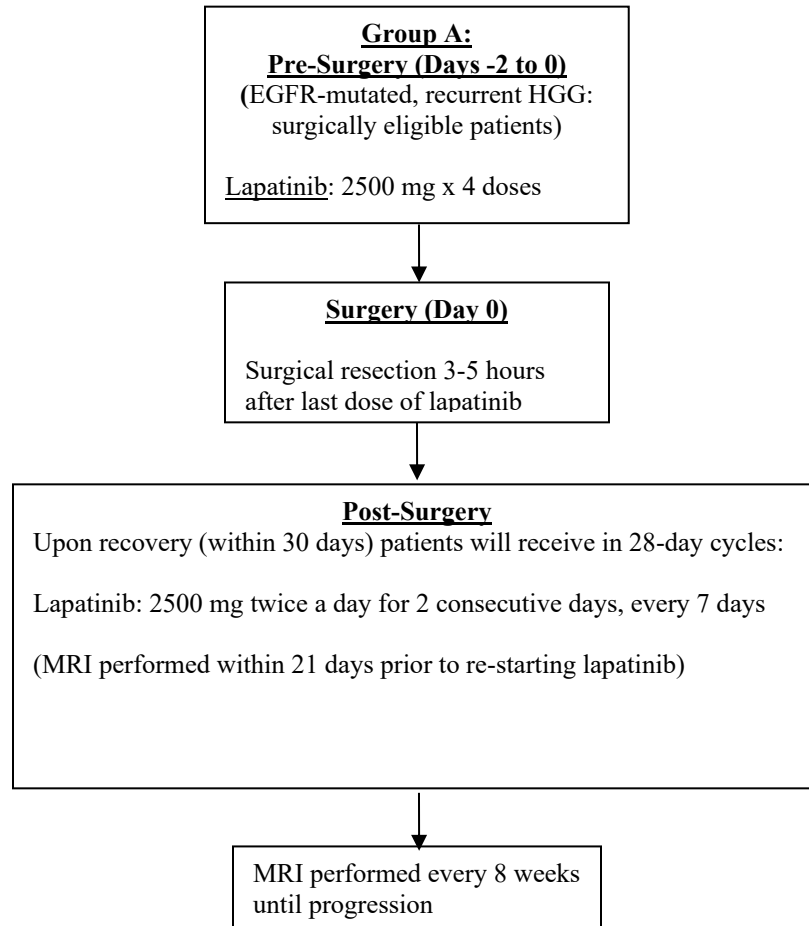 Group A:
Pre-Surgery (Days -2 to 0)
(EGFR-mutated, recurrent HGG:
surgically eligible patients)
Lapatinib: 2500 mg x 4 doses
Surgery (Day 0)
Surgical resection 3-5 hours
after last dose of lapatinib
Post-Surgery
Upon recovery (within 30 days) patients will receive in 28-day cycles:
Lapatinib: 2500 mg twice a day for 2 consecutive days, every 7 days
(MRI performed within 21 days prior to re-starting lapatinib)
MRI performed every 8 weeks
until progression